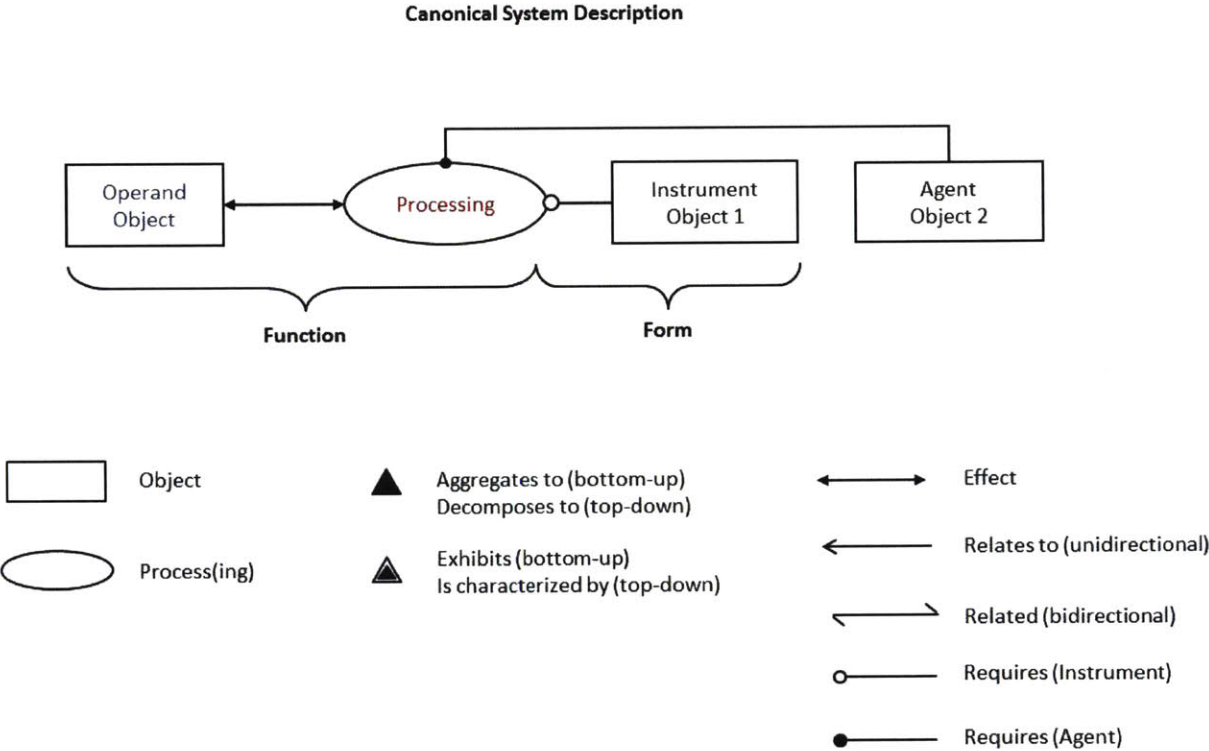 Canonical System Description
Operand
Object
Processing
Instrument
Object 1
Agent
Object 2
Function
Form
Object
Process(ing)
Aggregates to (bottom-up)
Decomposes to (top-down)
Exhibits (bottom-up)
Is characterized by (top-down)
Effect
Relates to (unidirectional)
Related (bidirectional)
Requires (Instrument)
Requires (Agent)